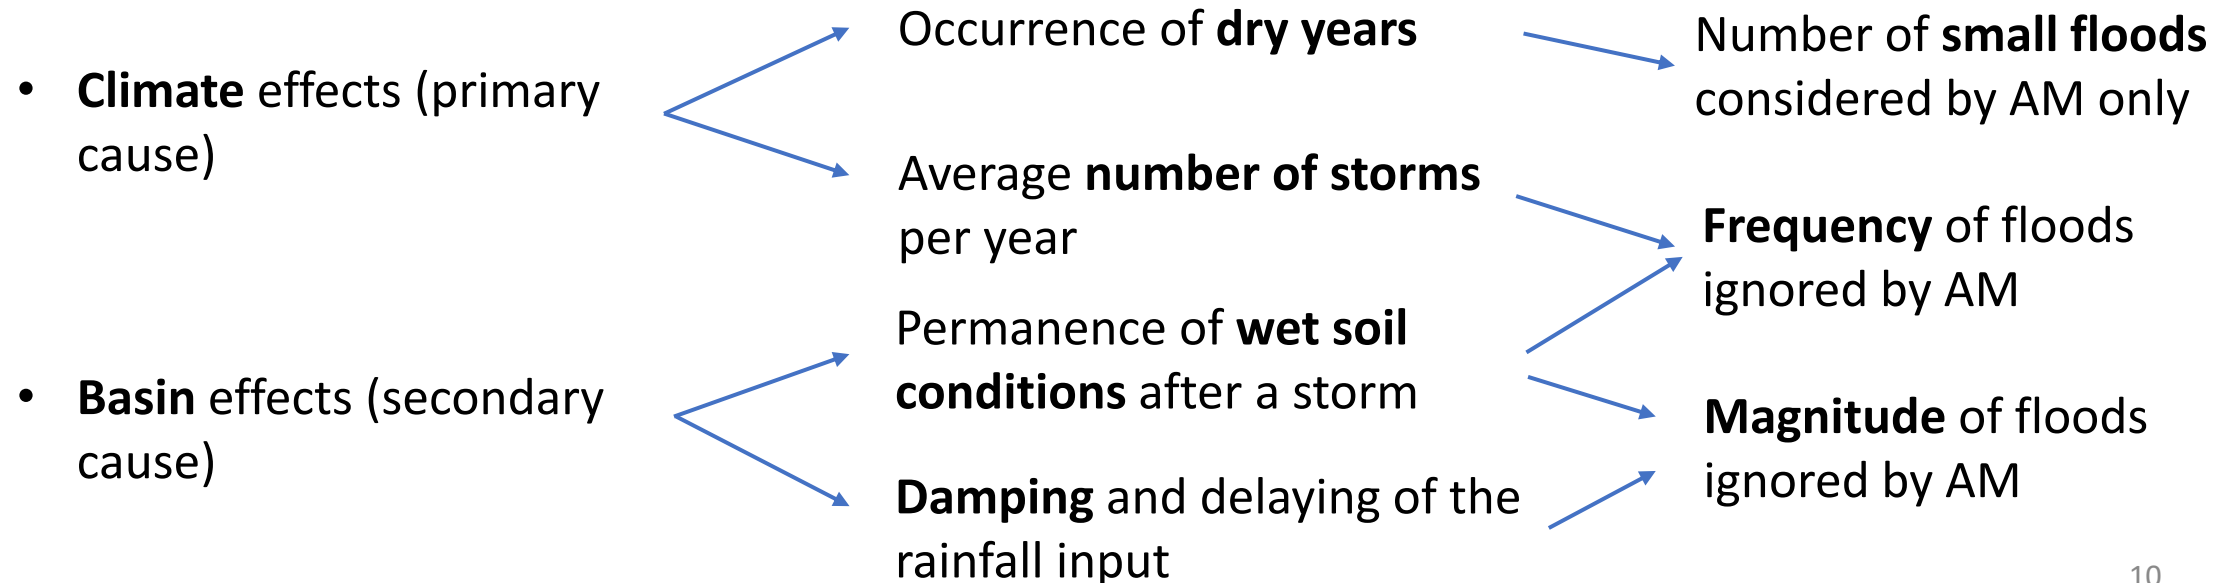 • Climate effects (primary
cause)
Occurrence of dry years
Number of small floods
considered by AM only
Average number of storms
per year
Frequency of floods
ignored by AM
• Basin effects (secondary
cause)
Permanence of wet soil
conditions after a storm
Magnitude of floods
ignored by AM
Damping and delaying of the
rainfall input
10